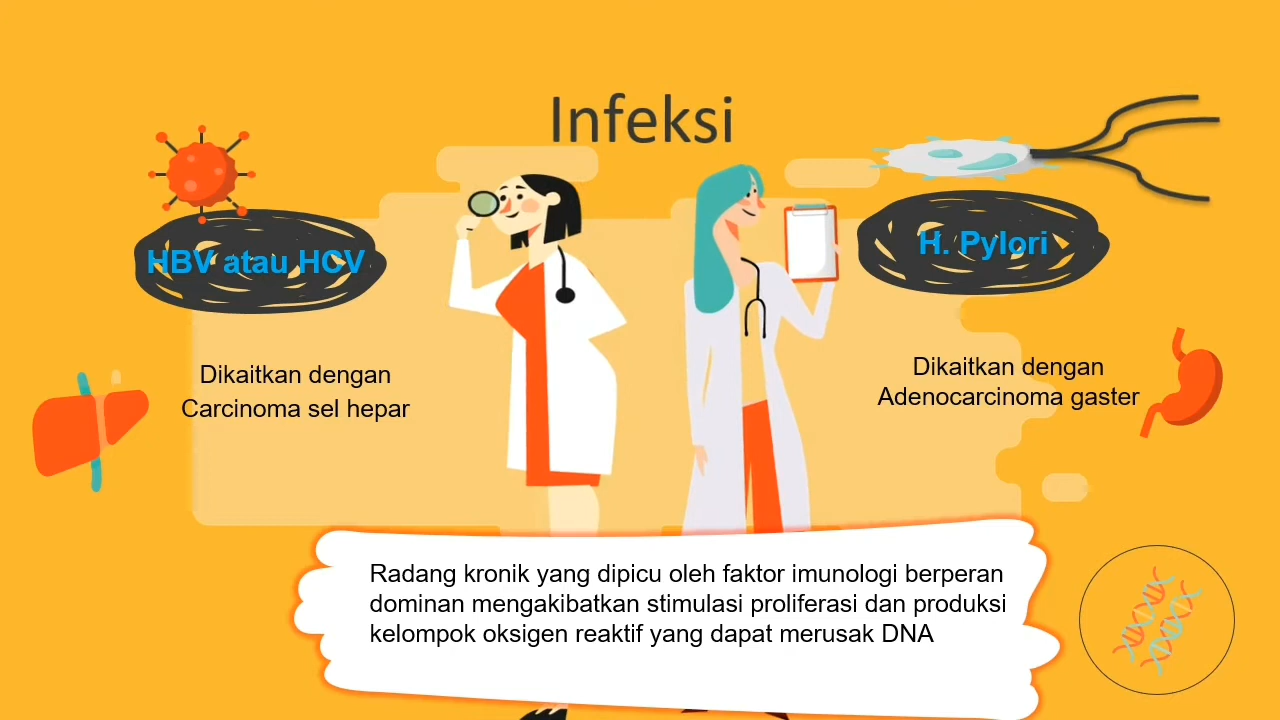 Infeksi
HBV atau HCV
H. Pylori
Dikaitkan dengan
Carcinoma sel hepar
Dikaitkan dengan
Adenocarcinoma gaster
Radang kronik yang dipicu oleh faktor imunologi berperan
dominan mengakibatkan stimulasi proliferasi dan produksi
kelompok oksigen reaktif yang dapat merusak DNA